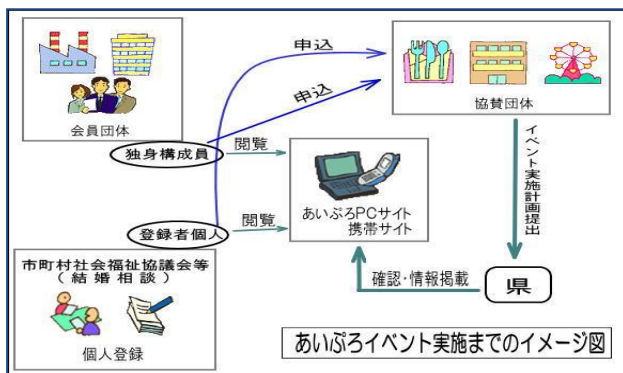 申込
申込
会員団体
協賛団体
独身構成員
閲覧
イベント実施計画提出
あいぷろPCサイト
携帯サイト
登録者個人
閲覧
市町村社会福祉協議会等
(結婚相談)
確認・情報掲載
県
個人登録
あいぷろイベント実施までのイメージ図